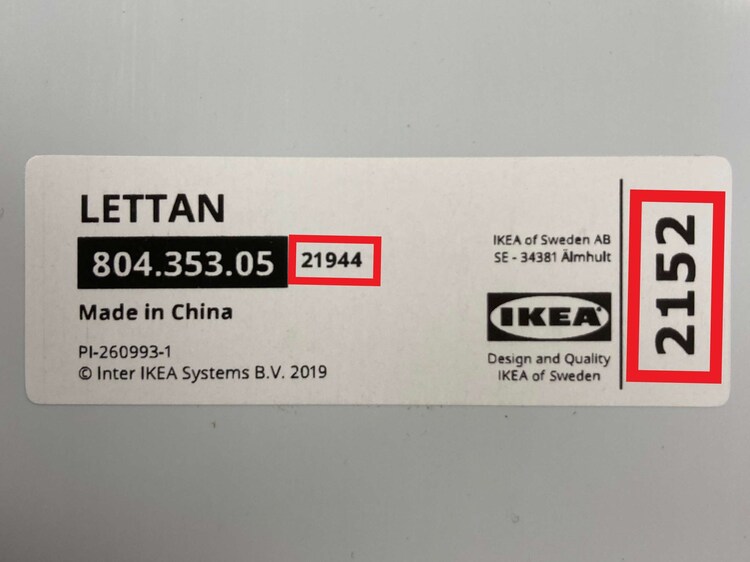 LETTAN
804.353.05 21944
Made in China
PI-260993-1
© Inter IKEA Systems B.V. 2019
IKEA of Sweden AB
SE - 34381 Älmhult
IKEA
Design and Quality
IKEA of Sweden
2152